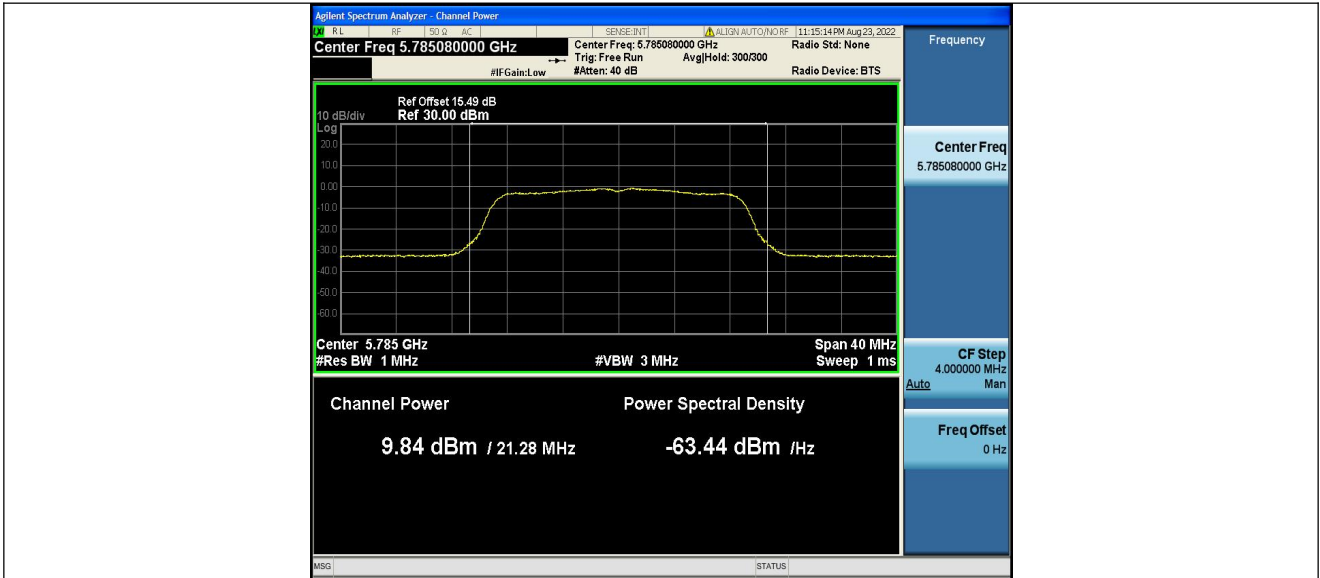 Agilent Spectrum Analyzer - Channel Power
LXI RL RF 50 Ω AC SENSE:INT ALIGN AUTO/NO RF 11:15:14 PM Aug 23, 2022
Center Freq 5.785080000 GHz
Center Freq: 5.785080000 GHz
Radio Std: None
Trig: Free Run Avg|Hold: 300/300
#IFGain:Low #Atten: 40 dB Radio Device: BTS
Ref Offset 15.49 dB
10 dB/div Ref 30.00 dBm
Log
20.0
10.0
0.00
-10.0
-20.0
-30.0
-40.0
-50.0
-60.0
Center 5.785 GHz Span 40 MHz
#Res BW 1 MHz #VBW 3 MHz Sweep 1 ms
Channel Power Power Spectral Density
9.84 dBm / 21.28 MHz -63.44 dBm /Hz
MSG STATUS
Frequency
Center Freq
5.785080000 GHz
CF Step
4.000000 MHz
Auto Man
Freq Offset
0 Hz